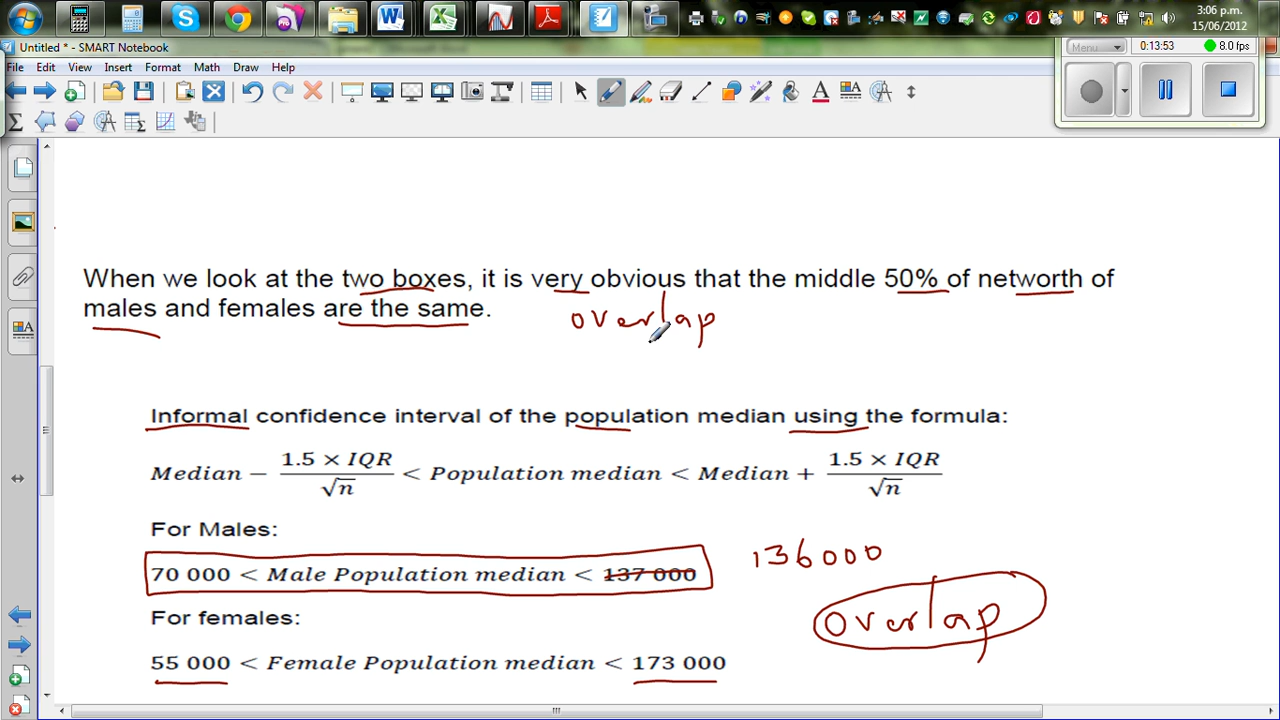 3:06 p.m.
15/06/2012
Untitled * - SMART Notebook
Menu
0:13:53
8.0 fps
File Edit View Insert Format Math Draw Help
When we look at the two boxes, it is very obvious that the middle 50% of networth of
males and females are the same.
overlap
Informal confidence interval of the population median using the formula:
Median − 1.5 × IQR / √n < Population median < Median + 1.5 × IQR / √n
For Males:
136000
70 000 < Male Population median < 137 000
For females:
overlap
55 000 < Female Population median < 173 000